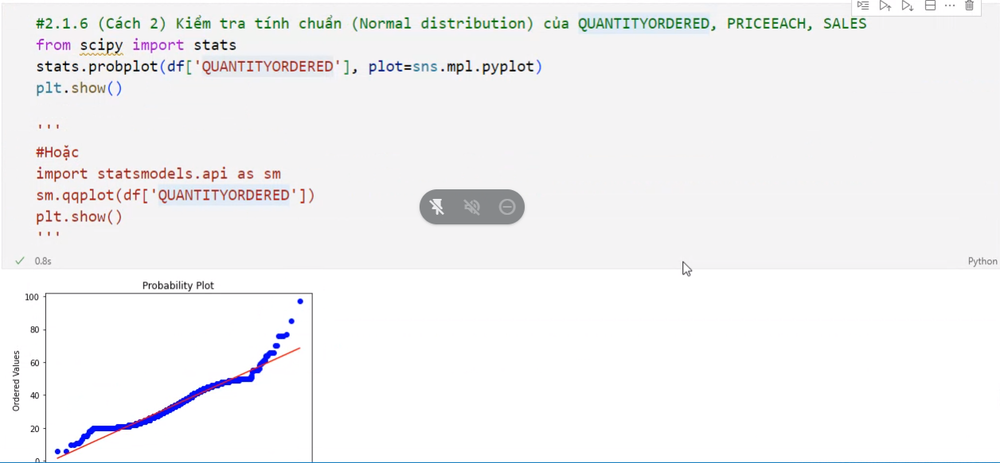 #2.1.6 (Cách 2) Kiểm tra tính chuẩn (Normal distribution) của QUANTITYORDERED, PRICEEACH, SALES
from scipy import stats
stats.probplot(df['QUANTITYORDERED'], plot=sns.mpl.pyplot)
plt.show()
'''
#Hoặc
import statsmodels.api as sm
sm.qqplot(df['QUANTITYORDERED'])
plt.show()
'''
0.8s
Python
Probability Plot
100
80
60
40
20
0
Ordered Values